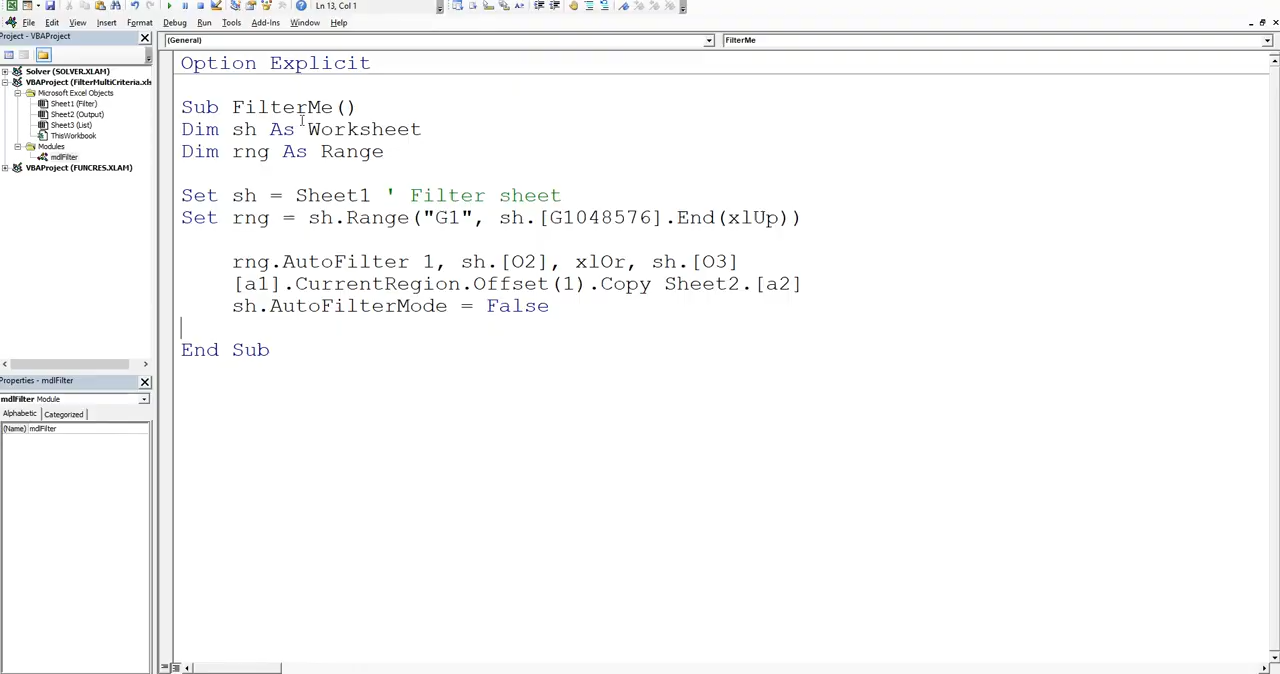 Ln 13, Col 1
File Edit View Insert Format Debug Run Tools Add-Ins Window Help
Project - VBAProject
(General)
FilterMe
Solver (SOLVER.XLAM)
VBAProject (FilterMultiCriteria.xls
Microsoft Excel Objects
Sheet1 (Filter)
Sheet2 (Output)
Sheet3 (List)
ThisWorkbook
Modules
mdlFilter
VBAProject (FUNCRES.XLAM)
Properties - mdlFilter
mdlFilter Module
Alphabetic Categorized
(Name) mdlFilter
Option Explicit
Sub FilterMe()
Dim sh As Worksheet
Dim rng As Range
Set sh = Sheet1 ' Filter sheet
Set rng = sh.Range("G1", sh.[G1048576].End(xlUp))
rng.AutoFilter 1, sh.[O2], xlOr, sh.[O3]
[a1].CurrentRegion.Offset(1).Copy Sheet2.[a2]
sh.AutoFilterMode = False
End Sub